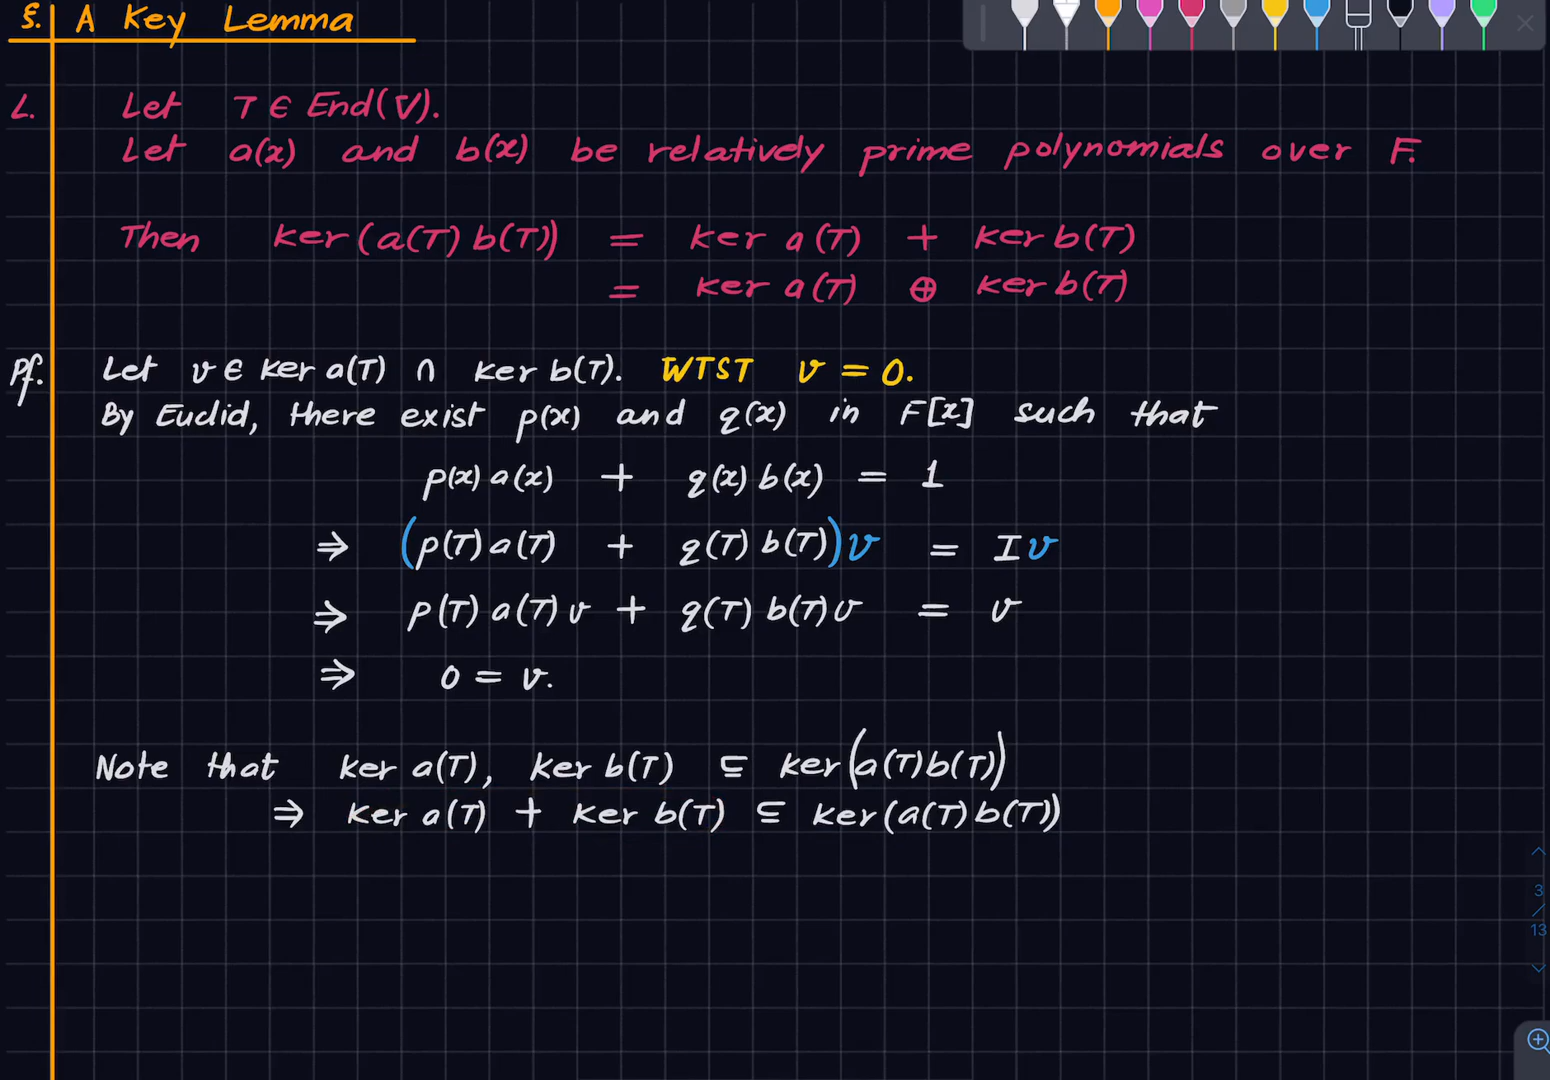 §. A Key Lemma
L. Let T ∈ End(V).
Let a(x) and b(x) be relatively prime polynomials over F.
Then ker(a(T) b(T)) = ker a(T) + ker b(T)
= ker a(T) ⊕ ker b(T)
Pf. Let v ∈ ker a(T) ∩ ker b(T). WTST v = 0.
By Euclid, there exist p(x) and q(x) in F[x] such that
p(x) a(x) + q(x) b(x) = 1
⇒ (p(T) a(T) + q(T) b(T))v = I v
⇒ p(T) a(T) v + q(T) b(T) v = v
⇒ 0 = v.
Note that ker a(T), ker b(T) ⊆ ker(a(T)b(T))
⇒ ker a(T) + ker b(T) ⊆ ker(a(T) b(T))
3
/
13